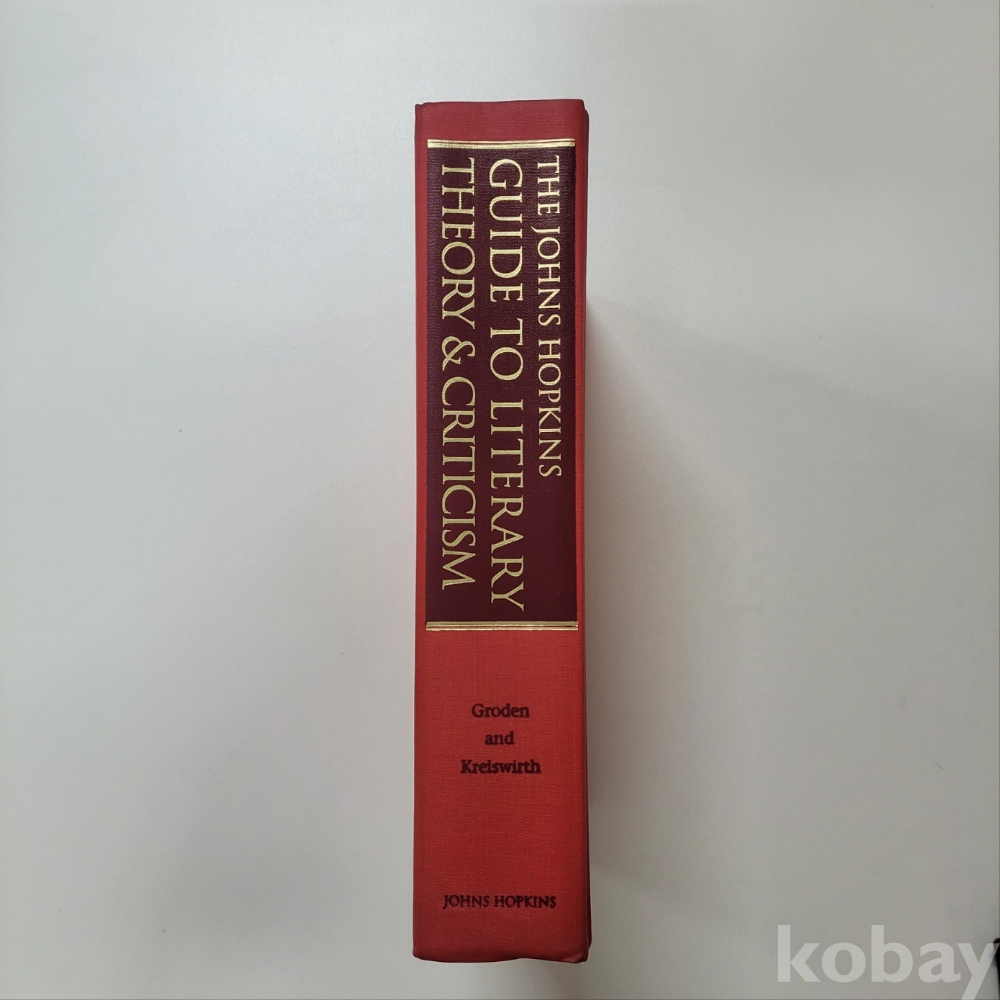 THE JOHNS HOPKINS
GUIDE TO LITERARY
THEORY & CRITICISM
Groden
and
Kreiswirth
JOHNS HOPKINS
kobay